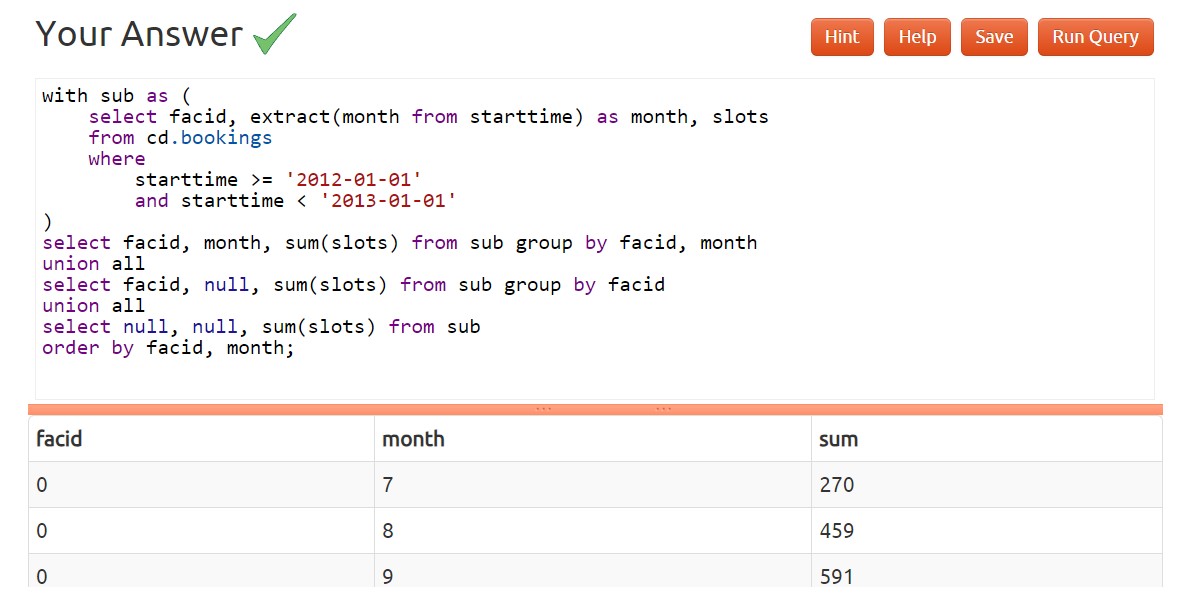 Your Answer
Hint Help Save Run Query
with sub as (
    select facid, extract(month from starttime) as month, slots
    from cd.bookings
    where
        starttime >= '2012-01-01'
        and starttime < '2013-01-01'
)
select facid, month, sum(slots) from sub group by facid, month
union all
select facid, null, sum(slots) from sub group by facid
union all
select null, null, sum(slots) from sub
order by facid, month;
facid month sum
0 7 270
0 8 459
0 9 591